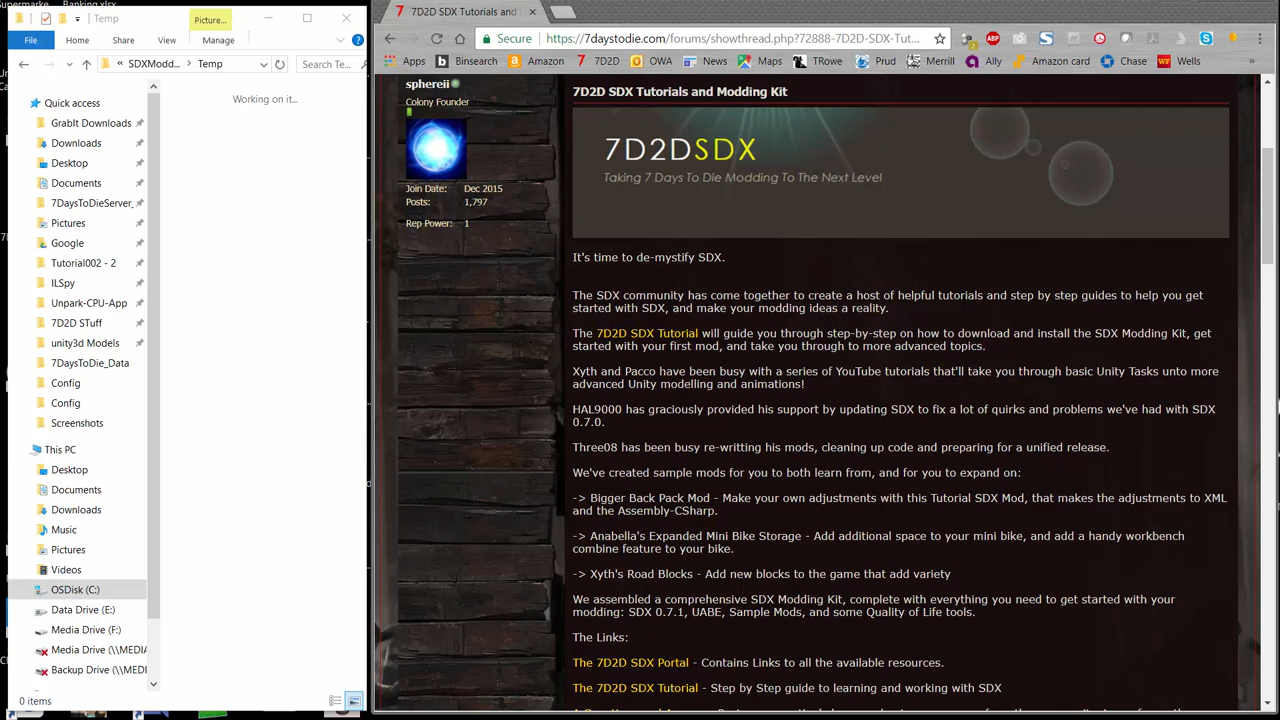 Banking.xlsx
Temp
Picture...
File
Home
Share
View
Manage
« SDXModd... > Temp
Search Te...
Working on it...
Quick access
GrabIt Downloads
Downloads
Desktop
Documents
7DaysToDieServer_
Pictures
Google
Tutorial002 - 2
ILSpy
Unpark-CPU-App
7D2D STuff
unity3d Models
7DaysToDie_Data
Config
Config
Screenshots
This PC
Desktop
Documents
Downloads
Music
Pictures
Videos
OSDisk (C:)
Data Drive (E:)
Media Drive (F:)
Media Drive (\\MEDIA
Backup Drive (\\MEDIA
0 items
7D2D SDX Tutorials and
Secure https://7daystodie.com/forums/showthread.php?72888-7D2D-SDX-Tut...
Apps
Binsearch
Amazon
7D2D
OWA
News
Maps
TRowe
Prud
Merrill
Ally
Amazon card
Chase
Wells
sphereii
Colony Founder
Join Date: Dec 2015
Posts: 1,797
Rep Power: 1
7D2D SDX Tutorials and Modding Kit
7D2DSDX
Taking 7 Days To Die Modding To The Next Level
It's time to de-mystify SDX.
The SDX community has come together to create a host of helpful tutorials and step by step guides to help you get
started with SDX, and make your modding ideas a reality.
The 7D2D SDX Tutorial will guide you through step-by-step on how to download and install the SDX Modding Kit, get
started with your first mod, and take you through to more advanced topics.
Xyth and Pacco have been busy with a series of YouTube tutorials that'll take you through basic Unity Tasks unto more
advanced Unity modelling and animations!
HAL9000 has graciously provided his support by updating SDX to fix a lot of quirks and problems we've had with SDX
0.7.0.
Three08 has been busy re-writting his mods, cleaning up code and preparing for a unified release.
We've created sample mods for you to both learn from, and for you to expand on:
-> Bigger Back Pack Mod - Make your own adjustments with this Tutorial SDX Mod, that makes the adjustments to XML
and the Assembly-CSharp.
-> Anabella's Expanded Mini Bike Storage - Add additional space to your mini bike, and add a handy workbench
combine feature to your bike.
-> Xyth's Road Blocks - Add new blocks to the game that add variety
We assembled a comprehensive SDX Modding Kit, complete with everything you need to get started with your
modding: SDX 0.7.1, UABE, Sample Mods, and some Quality of Life tools.
The Links:
The 7D2D SDX Portal - Contains Links to all the available resources.
The 7D2D SDX Tutorial - Step by Step guide to learning and working with SDX